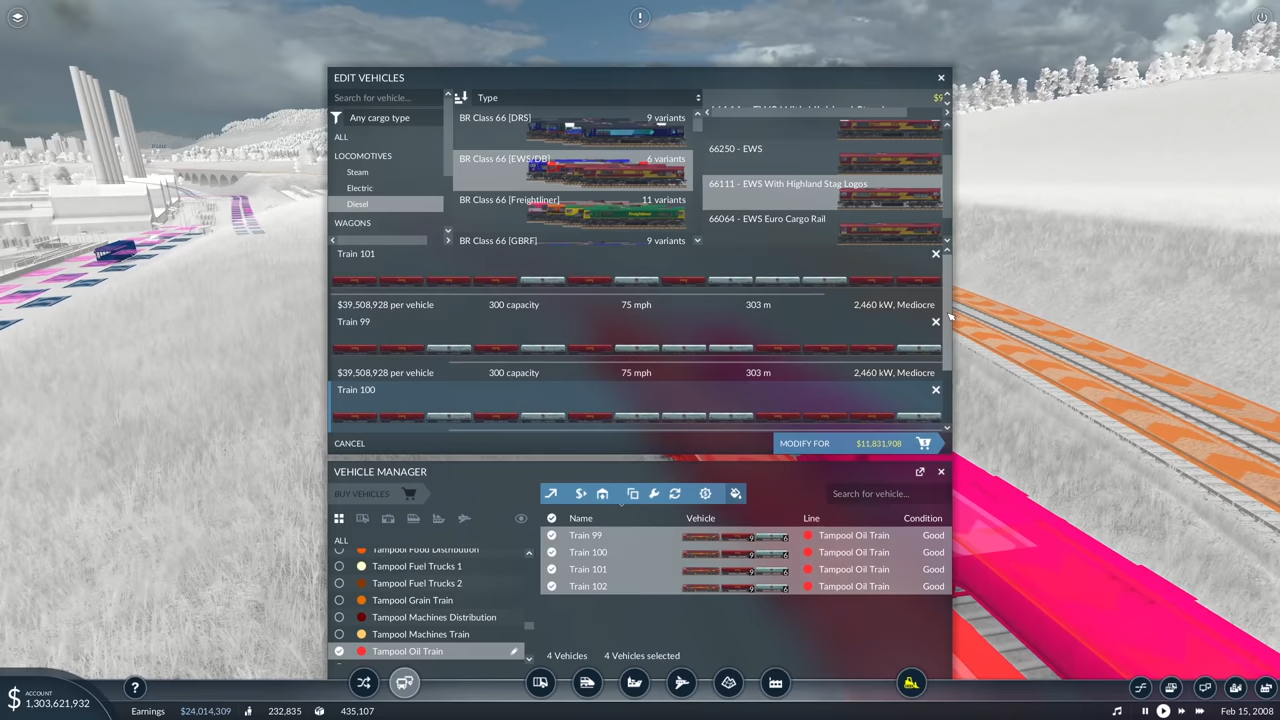 EDIT VEHICLES
Search for vehicle...
Type
$9
Any cargo type
ALL
LOCOMOTIVES
Steam
Electric
Diesel
WAGONS
BR Class 66 [DRS] 9 variants
BR Class 66 [EWS/DB] 6 variants
BR Class 66 [Freightliner] 11 variants
BR Class 66 [GBRF] 9 variants
66250 - EWS
66111 - EWS With Highland Stag Logos
66064 - EWS Euro Cargo Rail
Train 101
$39,508,928 per vehicle 300 capacity 75 mph 303 m 2,460 kW, Mediocre
Train 99
$39,508,928 per vehicle 300 capacity 75 mph 303 m 2,460 kW, Mediocre
Train 100
CANCEL
MODIFY FOR $11,831,908
VEHICLE MANAGER
BUY VEHICLES
Search for vehicle...
ALL
Tampool Food Distribution
Tampool Fuel Trucks 1
Tampool Fuel Trucks 2
Tampool Grain Train
Tampool Machines Distribution
Tampool Machines Train
Tampool Oil Train
Name Vehicle Line Condition
Train 99 9 6 Tampool Oil Train Good
Train 100 9 6 Tampool Oil Train Good
Train 101 9 6 Tampool Oil Train Good
Train 102 9 6 Tampool Oil Train Good
4 Vehicles 4 Vehicles selected
$ ACCOUNT
1,303,621,932
?
Earnings $24,014,309 232,835 435,107
Feb 15, 2008